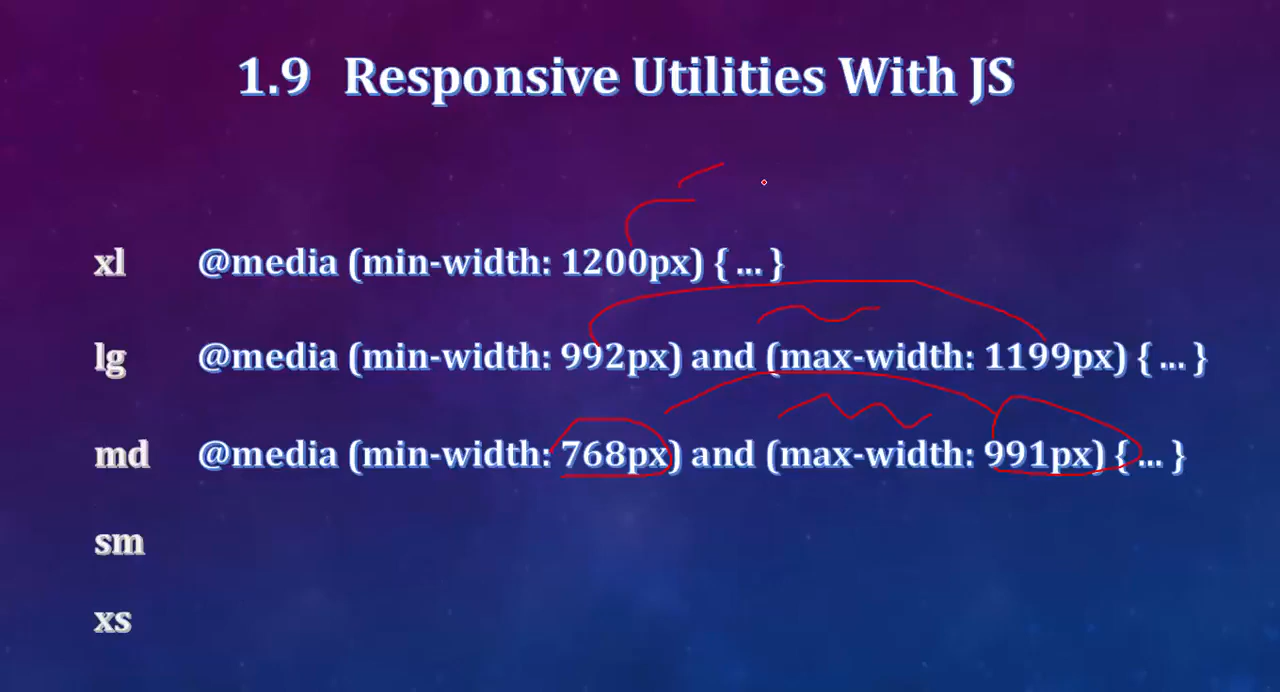 1.9 Responsive Utilities With JS
xl @media (min-width: 1200px) { ... }
lg @media (min-width: 992px) and (max-width: 1199px) { ... }
md @media (min-width: 768px) and (max-width: 991px) { ... }
sm
xs